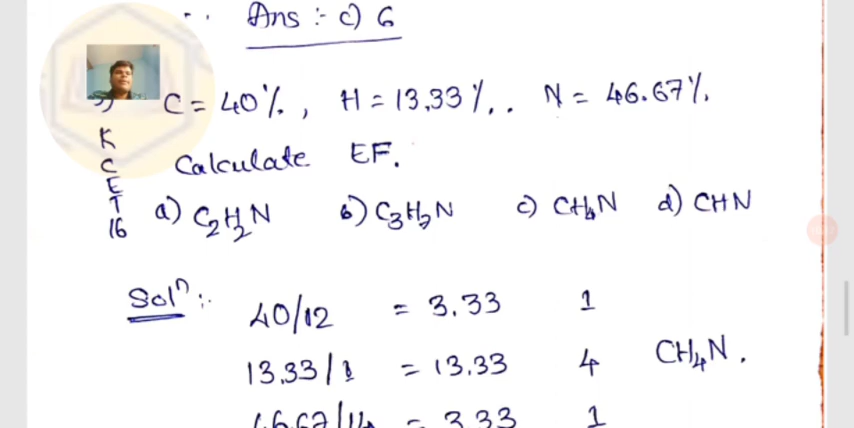 Ans :- c) 6
C = 40%, H = 13.33%.. N = 46.67%.
KCET 16
Calculate EF.
a) C₂H₂N b) C₃H₂N c) CH₄N d) CHN
Solⁿ :.
40/12 = 3.33 1
13.33/1 = 13.33 4 CH₄N.
46.67/14 = 3.33 1